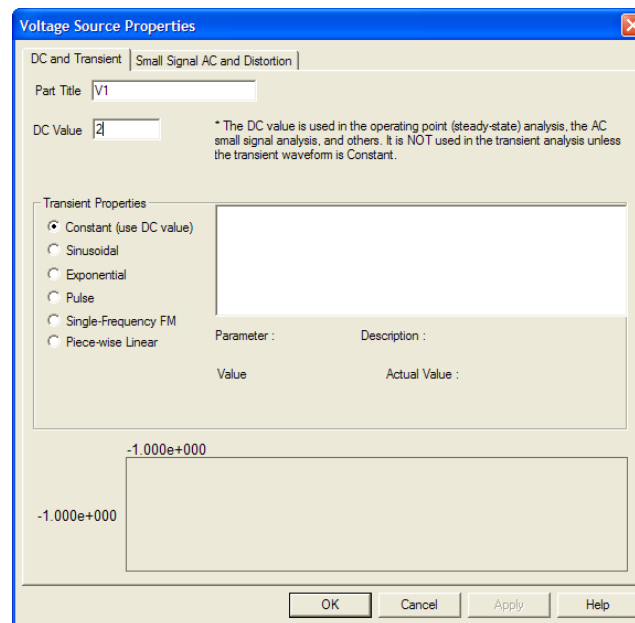 Voltage Source Properties
DC and Transient
Small Signal AC and Distortion
Part Title V1
DC Value 2
* The DC value is used in the operating point (steady-state) analysis, the AC
small signal analysis, and others. It is NOT used in the transient analysis unless
the transient waveform is Constant.
Transient Properties
Constant (use DC value)
Sinusoidal
Exponential
Pulse
Single-Frequency FM
Piece-wise Linear
Parameter :
Description :
Value
Actual Value :
-1.000e+000
-1.000e+000
OK
Cancel
Apply
Help